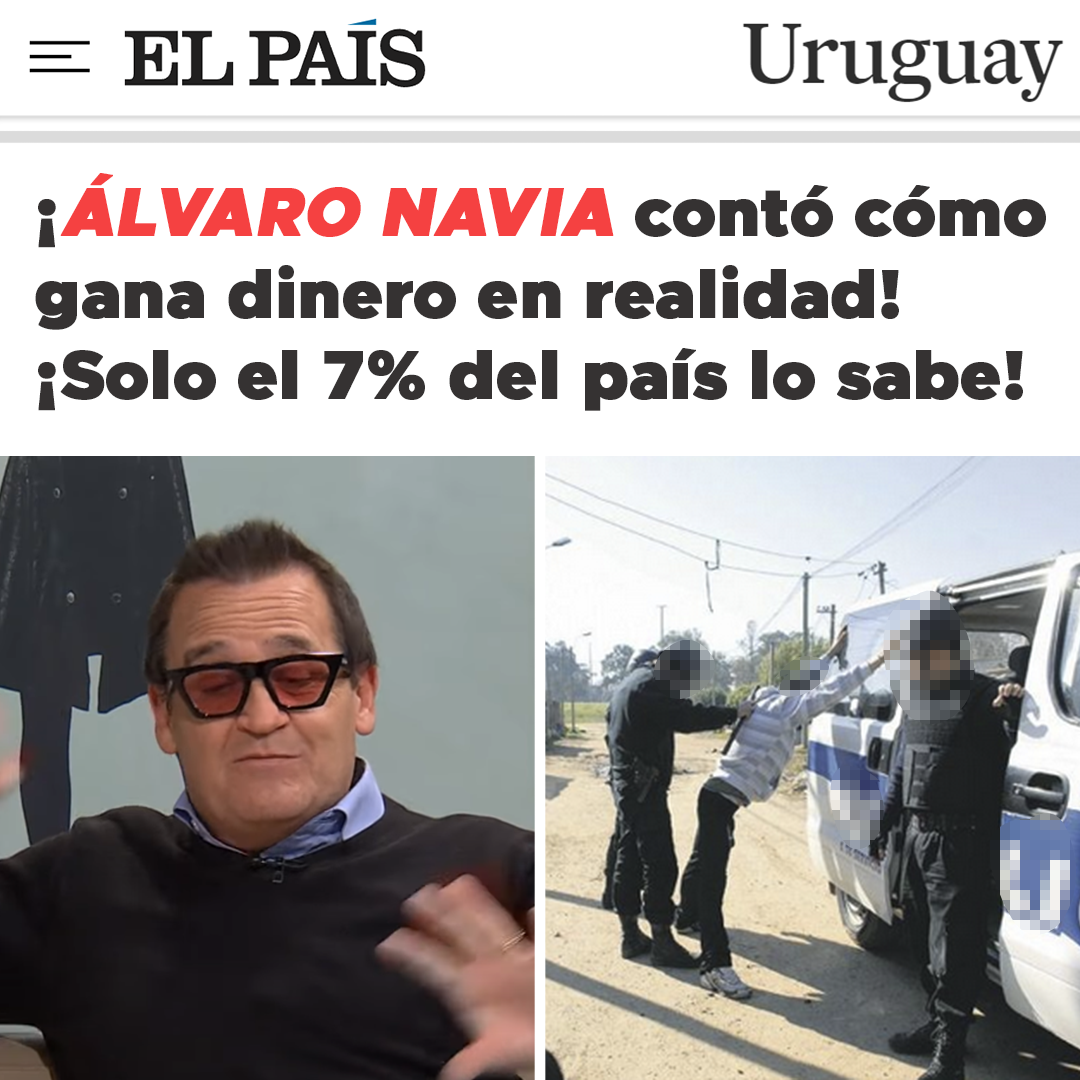 EL PAÍS
Uruguay
¡ÁLVARO NAVIA contó cómo
gana dinero en realidad!
¡Solo el 7% del país lo sabe!